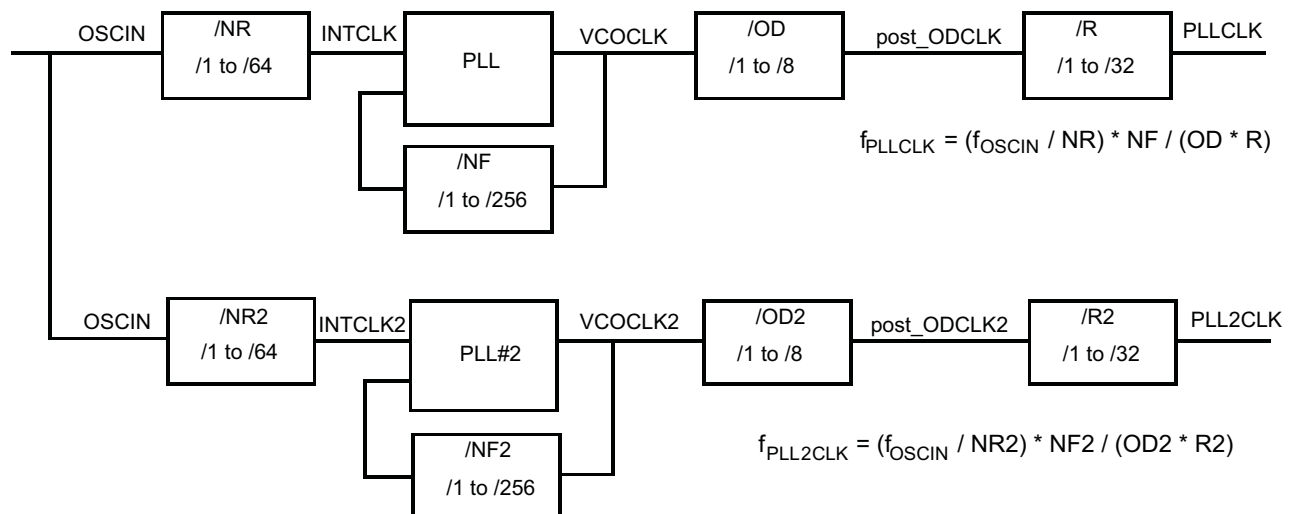 OSCIN
/NR
/1 to /64
INTCLK
PLL
VCOCLK
/OD
/1 to /8
post_ODCLK
/R
/1 to /32
PLLCLK
/NF
/1 to /256
fPLLCLK = (fOSCIN / NR) * NF / (OD * R)
OSCIN
/NR2
/1 to /64
INTCLK2
PLL#2
VCOCLK2
/OD2
/1 to /8
post_ODCLK2
/R2
/1 to /32
PLL2CLK
/NF2
/1 to /256
fPLL2CLK = (fOSCIN / NR2) * NF2 / (OD2 * R2)